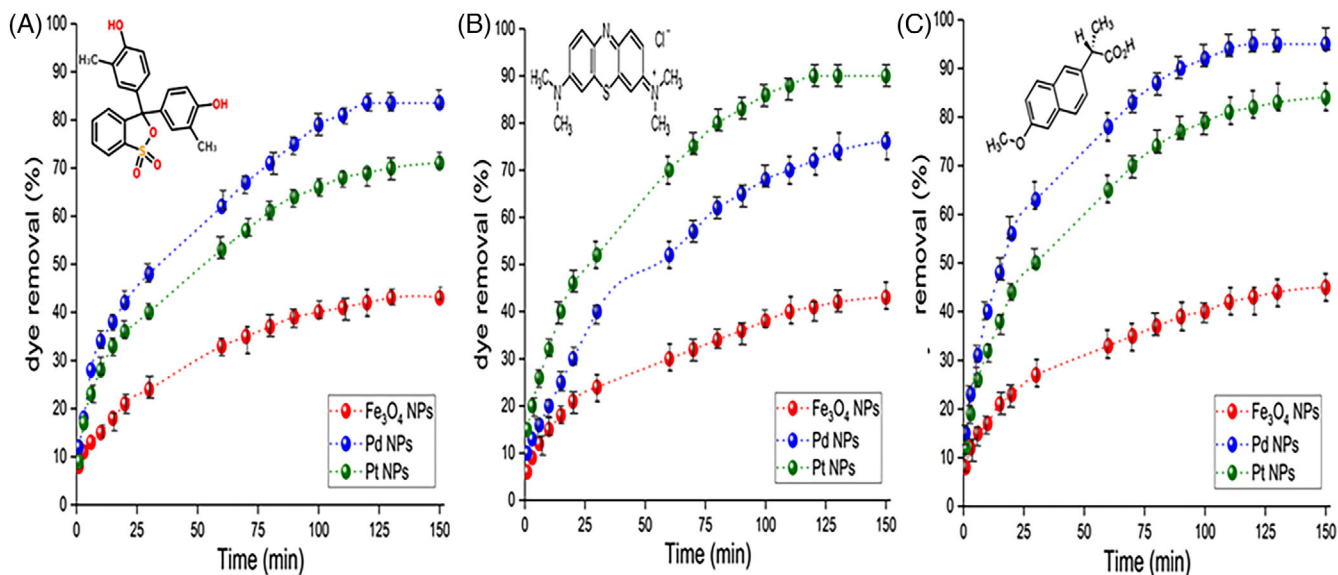 (A)
dye removal (%)
100
90
80
70
60
50
40
30
20
10
0
HO
H₃C
OH
O
S
O
O
CH₃
Fe₃O₄ NPs
Pd NPs
Pt NPs
0 25 50 75 100 125 150
Time (min)
(B)
dye removal (%)
100
90
80
70
60
50
40
30
20
10
0
N
Cl⁻
H₃C
N
S
N⁺
CH₃
CH₃
CH₃
Fe₃O₄ NPs
Pd NPs
Pt NPs
0 25 50 75 100 125 150
Time (min)
(C)
removal (%)
100
90
80
70
60
50
40
30
20
10
0
CH₃
CO₂H
H₃C
O
Fe₃O₄ NPs
Pd NPs
Pt NPs
0 25 50 75 100 125 150
Time (min)